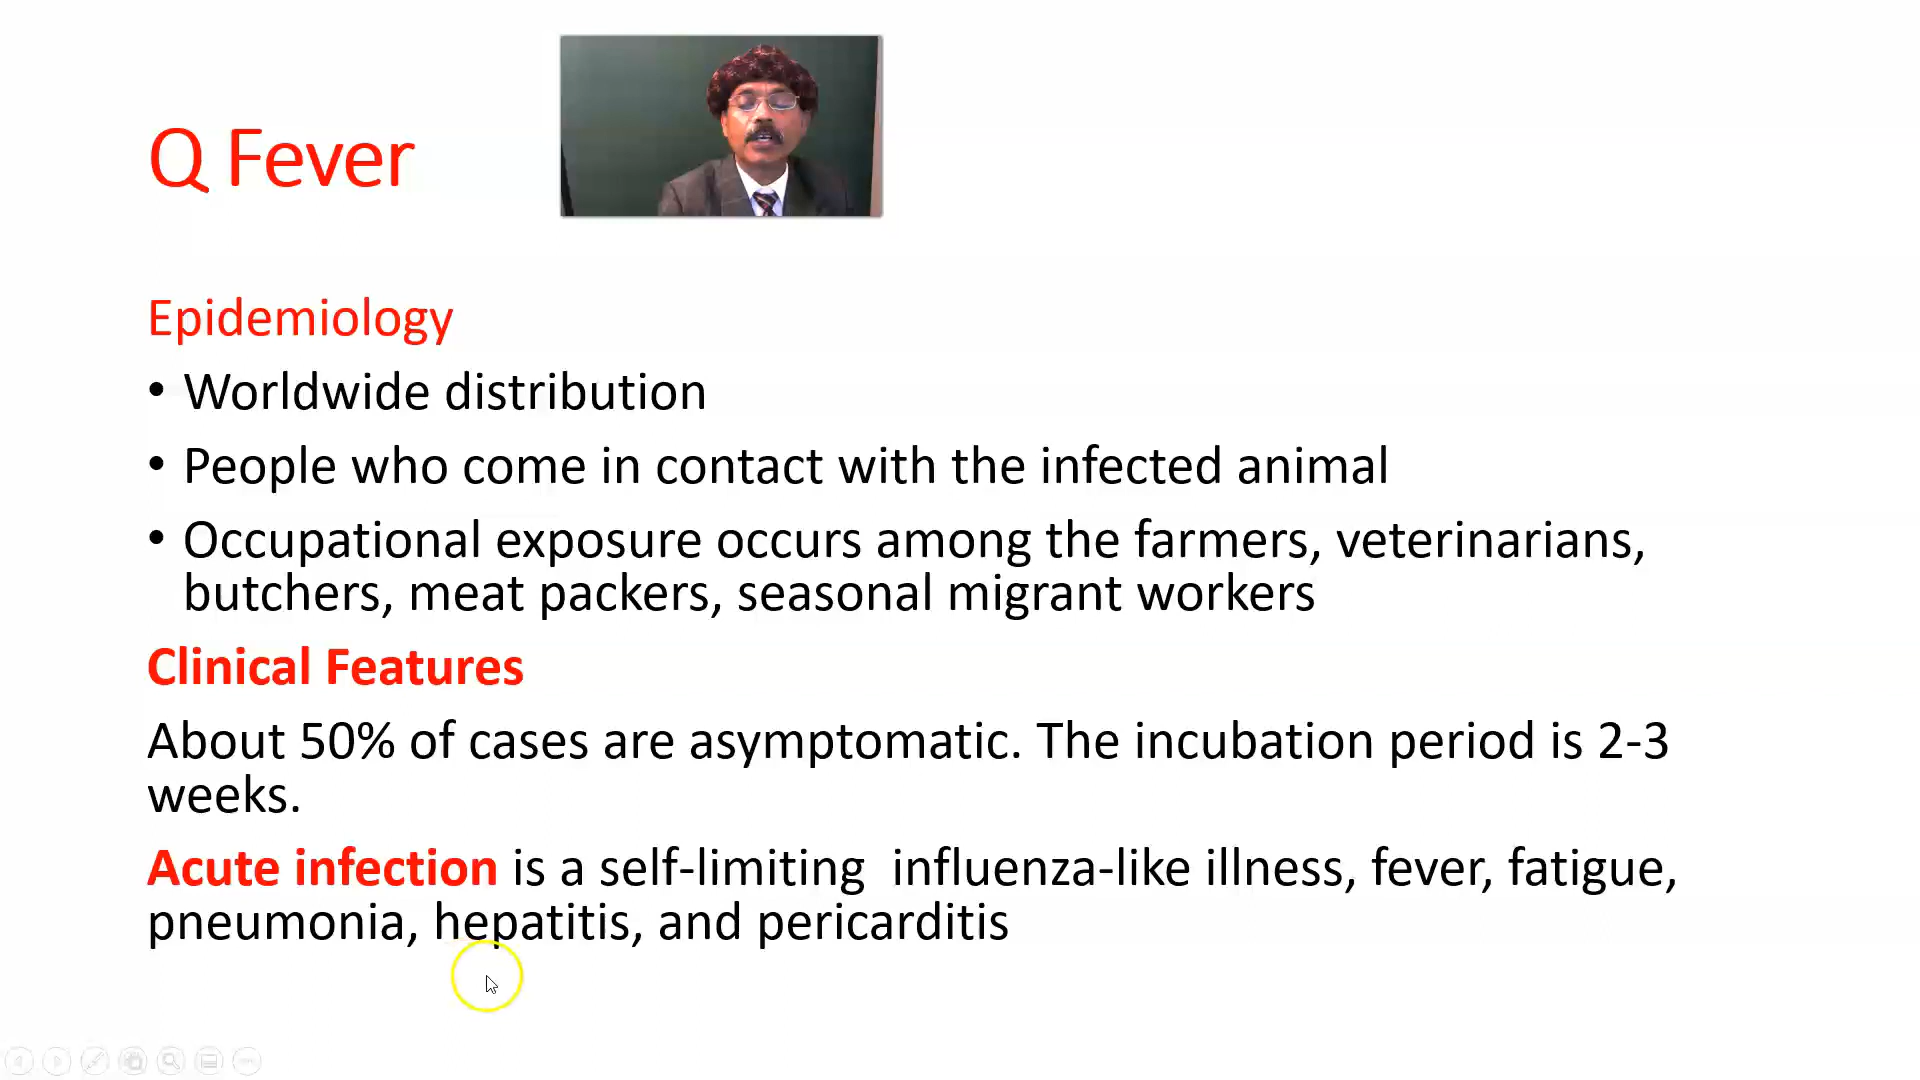 Q Fever
Epidemiology
• Worldwide distribution
• People who come in contact with the infected animal
• Occupational exposure occurs among the farmers, veterinarians,
butchers, meat packers, seasonal migrant workers
Clinical Features
About 50% of cases are asymptomatic. The incubation period is 2-3
weeks.
Acute infection is a self-limiting  influenza-like illness, fever, fatigue,
pneumonia, hepatitis, and pericarditis